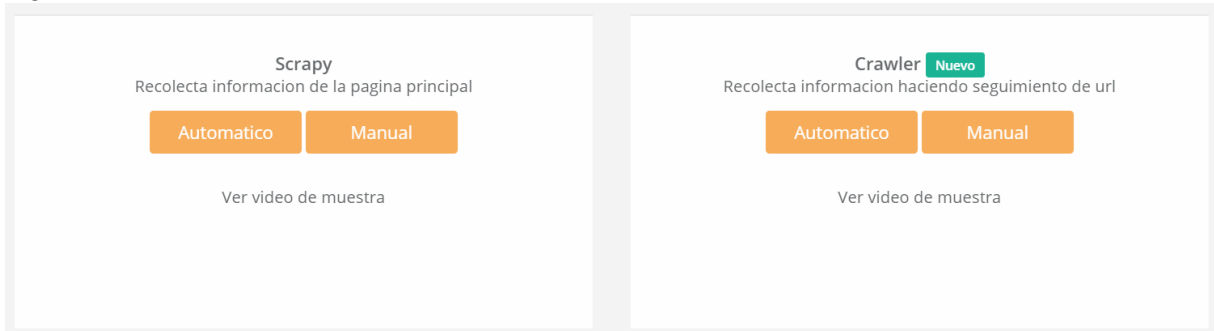 Scrapy
Recolecta informacion de la pagina principal
Automatico
Manual
Ver video de muestra
Crawler Nuevo
Recolecta informacion haciendo seguimiento de url
Automatico
Manual
Ver video de muestra